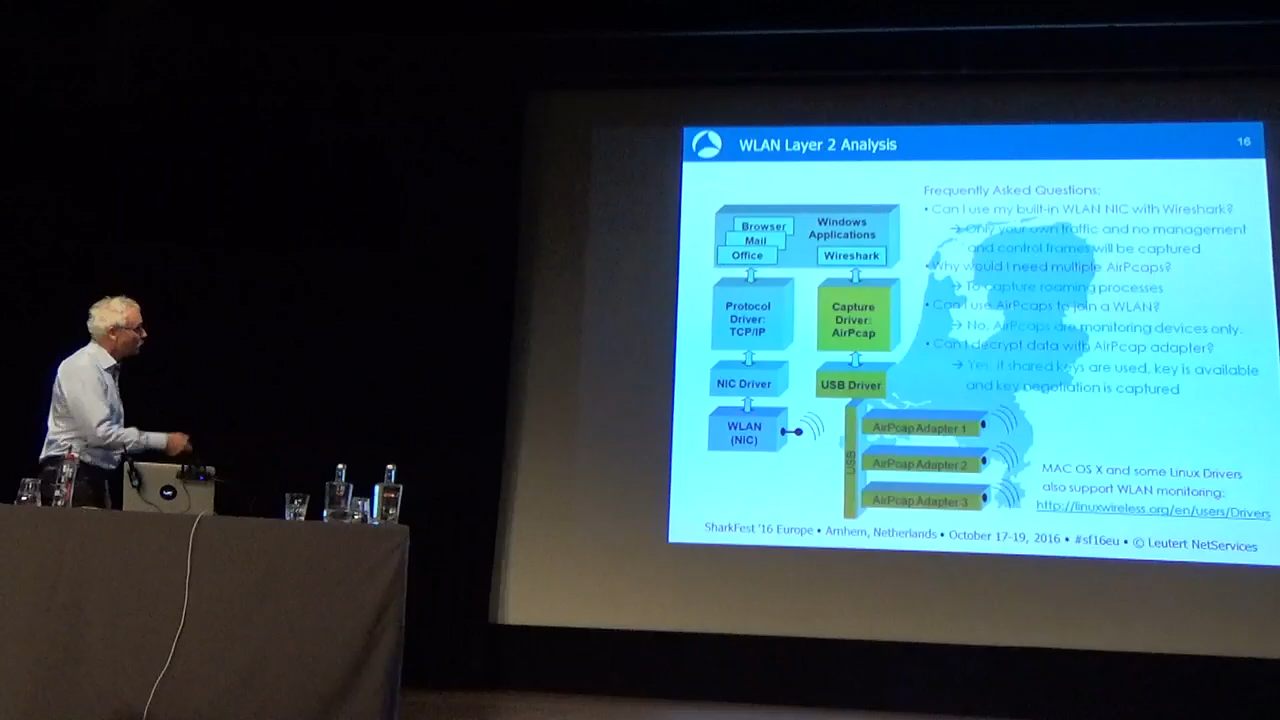 WLAN Layer 2 Analysis
16
Browser
Mail
Office
Windows
Applications
Wireshark
Protocol
Driver:
TCP/IP
Capture
Driver:
AirPcap
NIC Driver
USB Driver
WLAN
(NIC)
USB
AirPcap Adapter 1
AirPcap Adapter 2
AirPcap Adapter 3
Frequently Asked Questions:
• Can I use my built-in WLAN NIC with Wireshark?
→ Only your own traffic and no management
and control frames will be captured
• Why would I need multiple AirPcaps?
→ To capture roaming processes
• Can I use AirPcaps to join a WLAN?
→ No. AirPcaps are monitoring devices only.
• Can I decrypt data with AirPcap adapter?
→ Yes, if shared keys are used, key is available
and key negotiation is captured
MAC OS X and some Linux Drivers
also support WLAN monitoring:
http://linuxwireless.org/en/users/Drivers
SharkFest '16 Europe • Arnhem, Netherlands • October 17-19, 2016 • #sf16eu • © Leutert NetServices